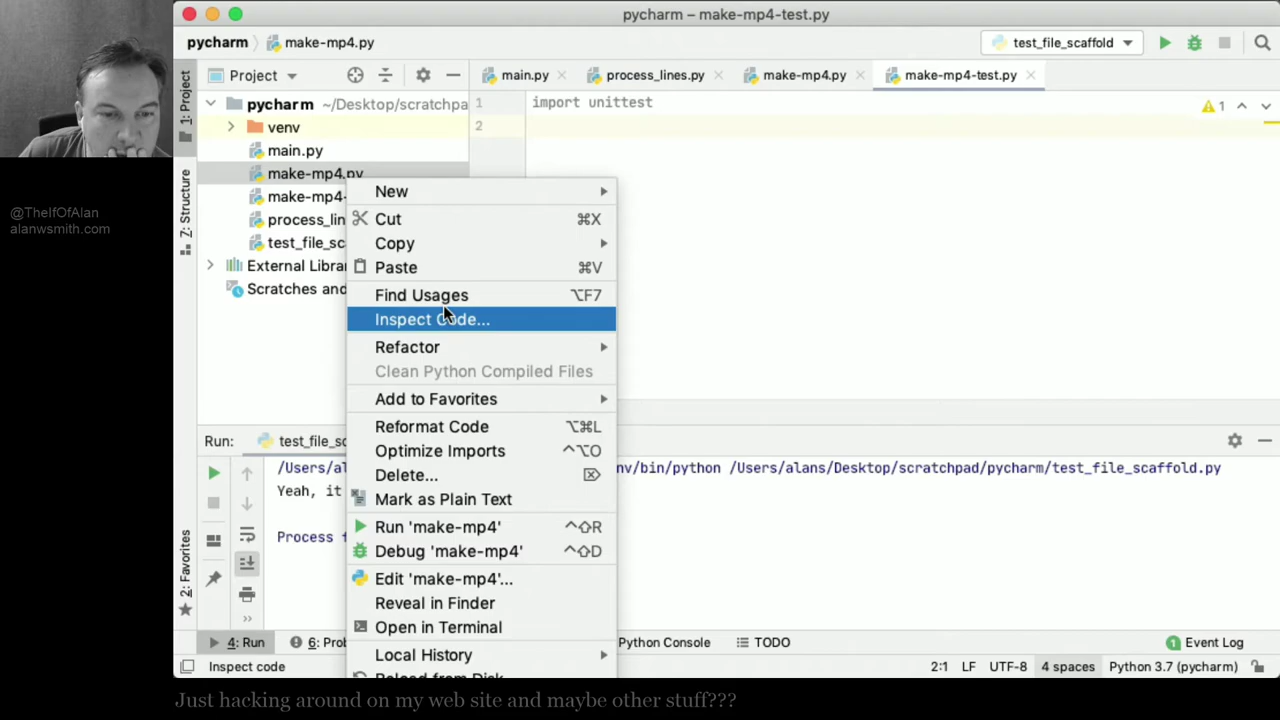 pycharm – make-mp4-test.py
pycharm
make-mp4.py
test_file_scaffold
1: Project
Project
main.py
process_lines.py
make-mp4.py
make-mp4-test.py
pycharm ~/Desktop/scratchpa
venv
main.py
make-mp4.py
make-mp4-
process_lin
test_file_sc
External Libra
Scratches and
1
2
import unittest
1
@TheIfOfAlan
alanwsmith.com
Z: Structure
New
Cut ⌘X
Copy
Paste ⌘V
Find Usages ⌥F7
Inspect Code...
Refactor
Clean Python Compiled Files
Add to Favorites
Reformat Code ⌥⌘L
Optimize Imports ^⌥O
Delete... ⌦
Mark as Plain Text
Run 'make-mp4' ^⇧R
Debug 'make-mp4' ^⇧D
Edit 'make-mp4'...
Reveal in Finder
Open in Terminal
Local History
Reload from Disk
Run:
test_file_sc
/Users/al
nv/bin/python /Users/alans/Desktop/scratchpad/pycharm/test_file_scaffold.py
Yeah, it
Process f
2: Favorites
4: Run
6: Prob
Python Console
TODO
1 Event Log
Inspect code
2:1 LF UTF-8 4 spaces Python 3.7 (pycharm)
Just hacking around on my web site and maybe other stuff???